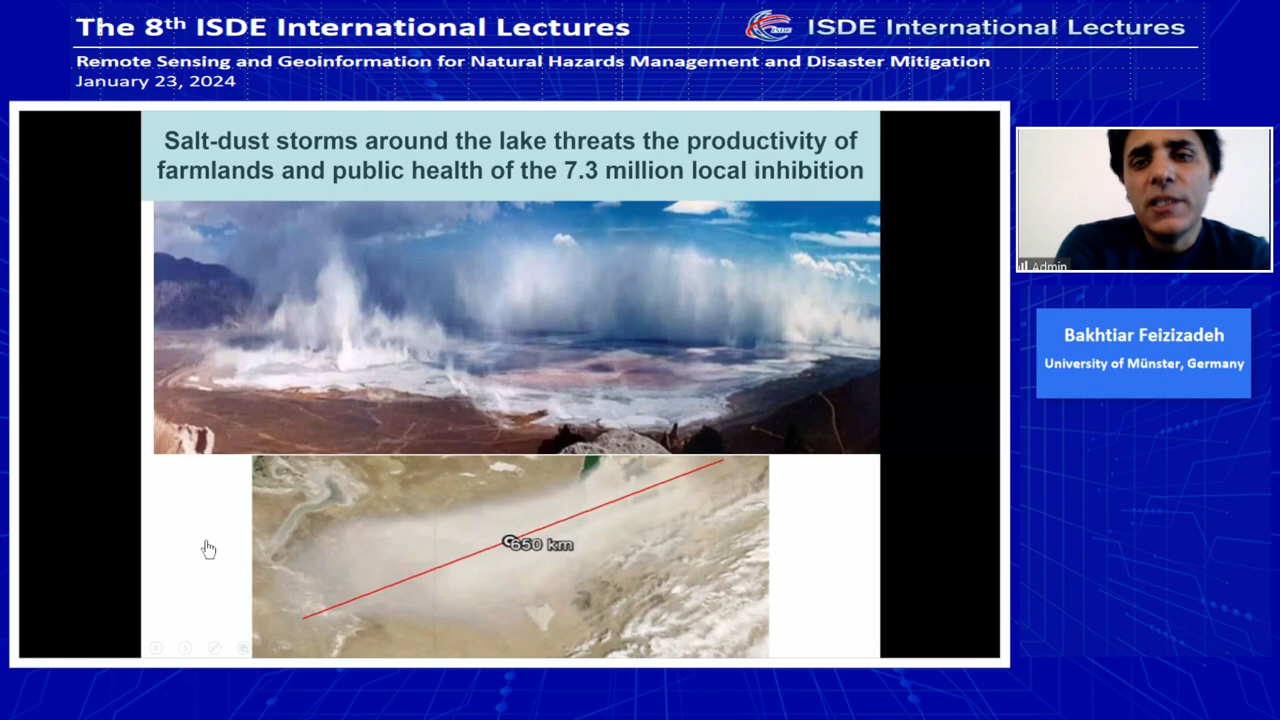 The 8th ISDE International Lectures
ISDE
ISDE International Lectures
Remote Sensing and Geoinformation for Natural Hazards Management and Disaster Mitigation
January 23, 2024
Salt-dust storms around the lake threats the productivity of
farmlands and public health of the 7.3 million local inhibition
Admin
Bakhtiar Feizizadeh
University of Münster, Germany
650 km